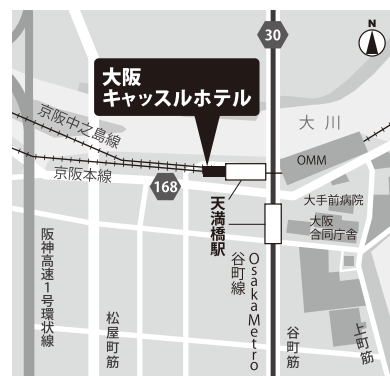 N
30
大阪
キャッスルホテル
大川
京阪中之島線
OMM
京阪本線
168
大手前病院
天満橋駅
大阪
合同庁舎
阪神高速1号環状線
松屋町筋
OsakaMetro
谷町線
谷町筋
上町筋